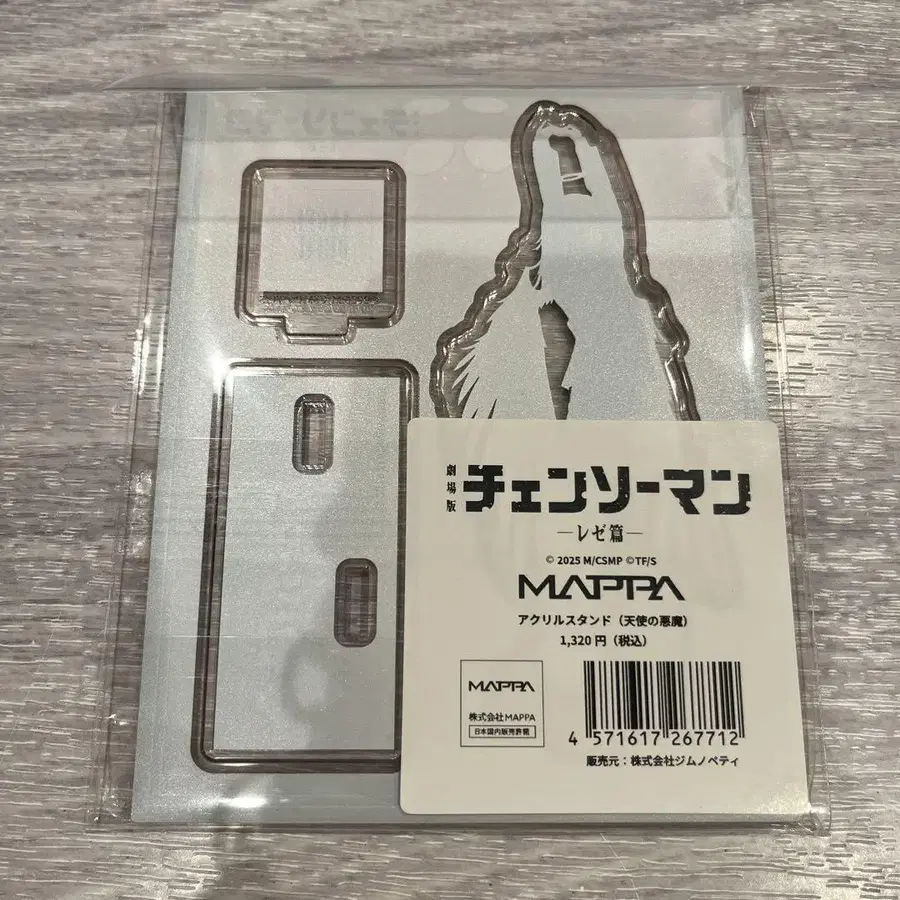 劇場版
チェンソーマン
―レゼ篇―
© 2025 M/CSMP ©TF/S
MAPPA
アクリルスタンド（天使の悪魔）
1,320 円（税込）
MAPPA
株式会社MAPPA
日本国内販売許諾
4 571617 267712
販売元：株式会社ジムノペティ